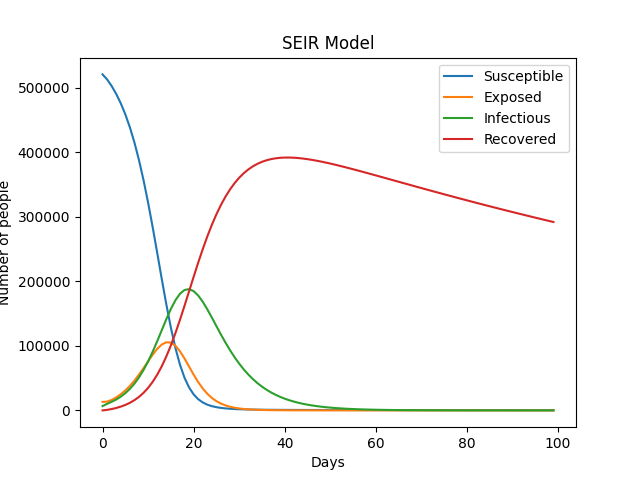 SEIR Model
Susceptible
Exposed
Infectious
Recovered
Number of people
500000
400000
300000
200000
100000
0
0 20 40 60 80 100
Days